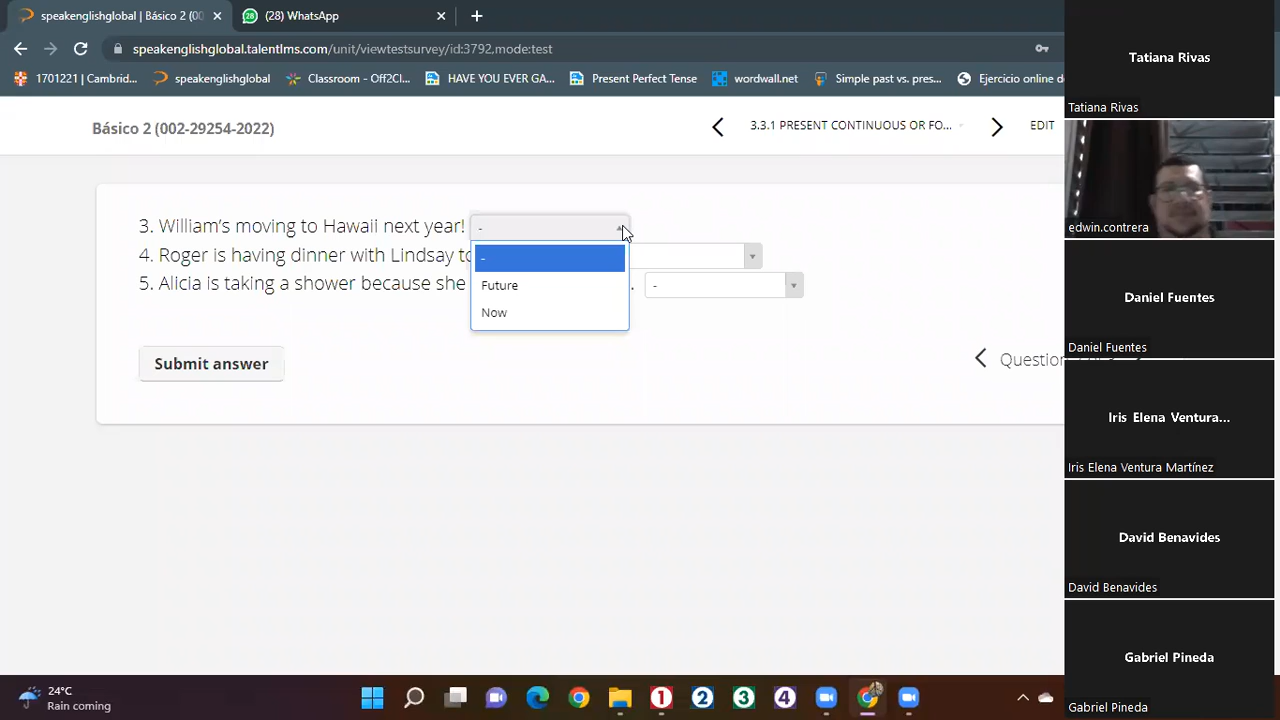 speakenglishglobal | Básico 2 (00
(28) WhatsApp
speakenglishglobal.talentlms.com/unit/viewtestsurvey/id:3792,mode:test
1701221 | Cambrid...
speakenglishglobal
Classroom - Off2Cl...
HAVE YOU EVER GA...
Present Perfect Tense
wordwall.net
Simple past vs. pres...
Ejercicio online d
Básico 2 (002-29254-2022)
3.3.1 PRESENT CONTINUOUS OR FO...
EDIT
3. William's moving to Hawaii next year!
-
4. Roger is having dinner with Lindsay
-
5. Alicia is taking a shower because she
-
Future
Now
Submit answer
Question
Tatiana Rivas
Tatiana Rivas
edwin.contrera
Daniel Fuentes
Daniel Fuentes
Iris Elena Ventura...
Iris Elena Ventura Martínez
David Benavides
David Benavides
Gabriel Pineda
Gabriel Pineda
24°C
Rain coming
1
2
3
4